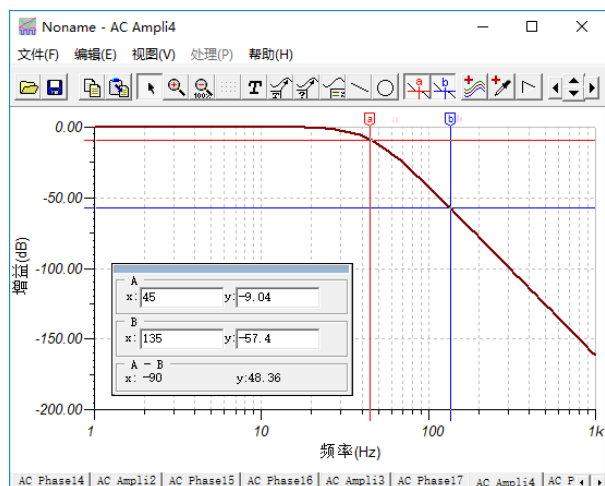 Noname - AC Ampli4
文件(F) 编辑(E) 视图(V) 处理(P) 帮助(H)
100% T a b
a b
0.00
-50.00
-100.00
-150.00
-200.00
增益(dB)
A
x: 45 y: -9.04
B
x: 135 y: -57.4
A - B
x: -90 y:48.36
1 10 100 1k
频率(Hz)
AC Phase14 AC Ampli2 AC Phase15 AC Phase16 AC Ampli3 AC Phase17 AC Ampli4 AC P